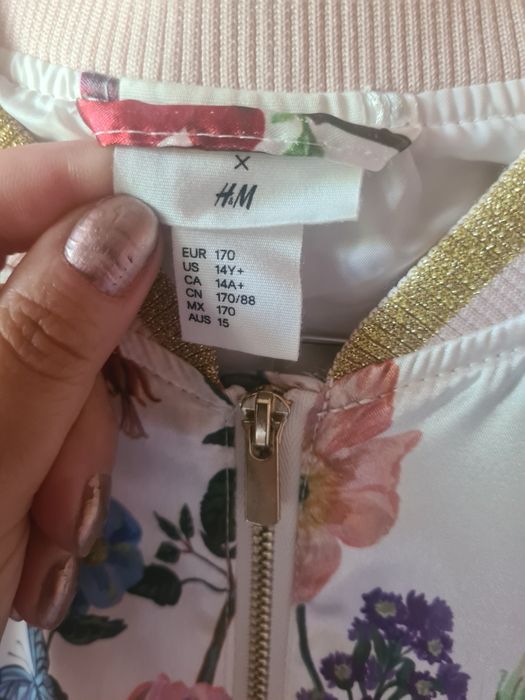 ×
H&M
EUR 170
US 14Y+
CA 14A+
CN 170/88
MX 170
AUS 15